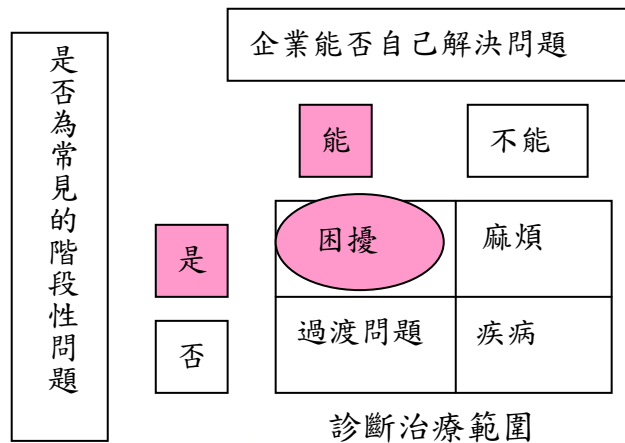 企業能否自己解決問題
是否為常見的階段性問題
能
不能
是
困擾
麻煩
否
過渡問題
疾病
診斷治療範圍